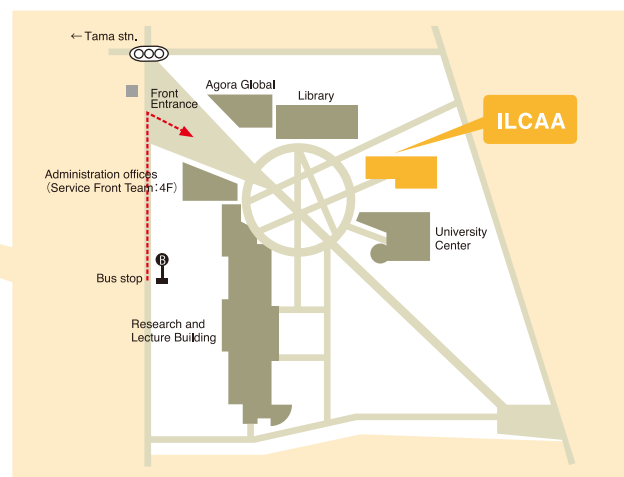 ← Tama stn.
Front
Entrance
Agora Global
Library
ILCAA
Administration offices
（Service Front Team：4F）
University
Center
B
Bus stop
Research and
Lecture Building